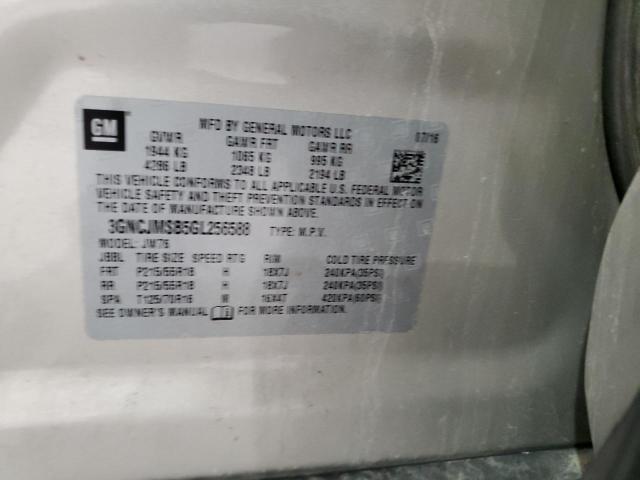 GM
MFD BY GENERAL MOTORS LLC 07/16
GVWR GAWR FRT GAWR RR
1944 KG 1065 KG 995 KG
4286 LB 2348 LB 2194 LB
THIS VEHICLE CONFORMS TO ALL APPLICABLE U.S. FEDERAL MOTOR
VEHICLE SAFETY AND THEFT PREVENTION STANDARDS IN EFFECT ON
THE DATE OF MANUFACTURE SHOWN ABOVE.
3GNCJMSB5GL256588 TYPE: M.P.V.
MODEL: JM76
TIRE SIZE SPEED RTG RIM
FRT P215/55R18 H 18X7J 240KPA(35PSI)
RR P215/55R18 H 18X7J 240KPA(35PSI)
SPA T125/70R16 M 16X4T 420KPA(60PSI)
SEE OWNER'S MANUAL FOR MORE INFORMATION.